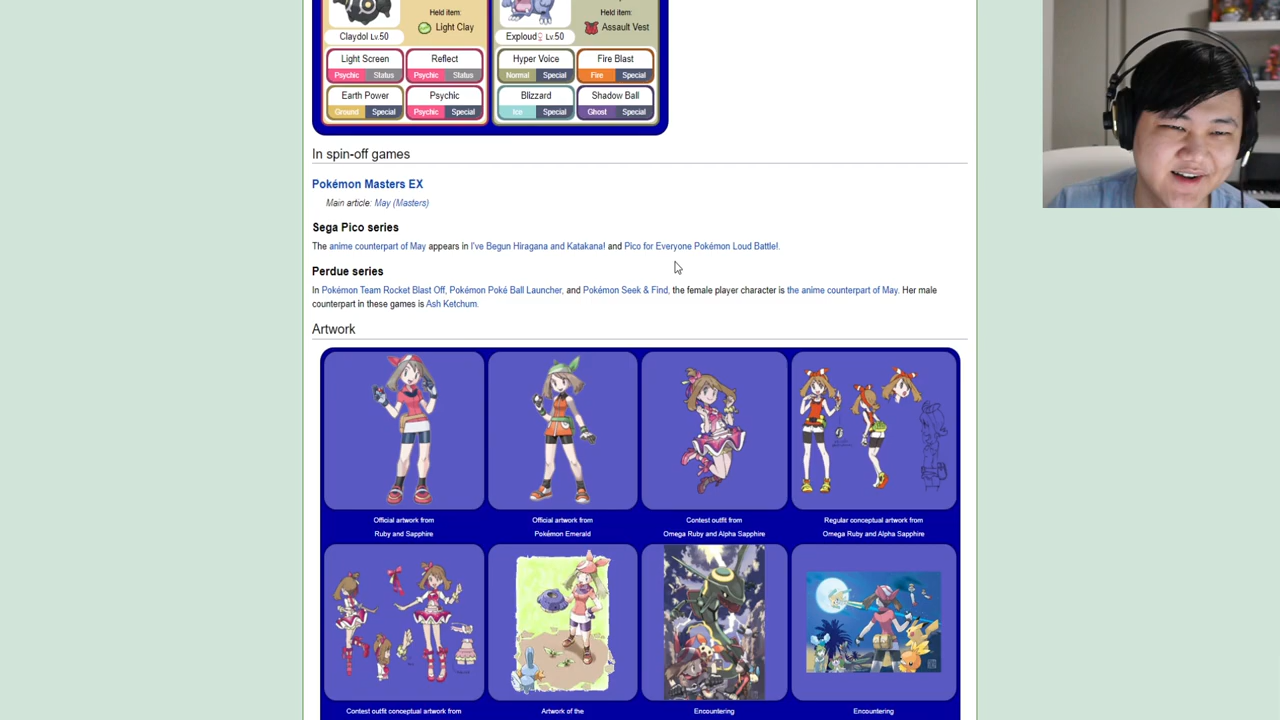 Held item:
Light Clay
Claydol Lv.50
Held item:
Assault Vest
Exploud♀ Lv.50
Light Screen
Reflect
Psychic Status
Psychic Status
Earth Power
Psychic
Ground Special
Psychic Special
Hyper Voice
Fire Blast
Normal Special
Fire Special
Blizzard
Shadow Ball
Ice Special
Ghost Special
In spin-off games
Pokémon Masters EX
Main article: May (Masters)
Sega Pico series
The anime counterpart of May appears in I've Begun Hiragana and Katakana! and Pico for Everyone Pokémon Loud Battle!.
Perdue series
In Pokémon Team Rocket Blast Off, Pokémon Poké Ball Launcher, and Pokémon Seek & Find, the female player character is the anime counterpart of May. Her male
counterpart in these games is Ash Ketchum.
Artwork
Official artwork from
Ruby and Sapphire
Official artwork from
Pokémon Emerald
Contest outfit from
Omega Ruby and Alpha Sapphire
Regular conceptual artwork from
Omega Ruby and Alpha Sapphire
Contest outfit conceptual artwork from
Artwork of the
Encountering
Encountering